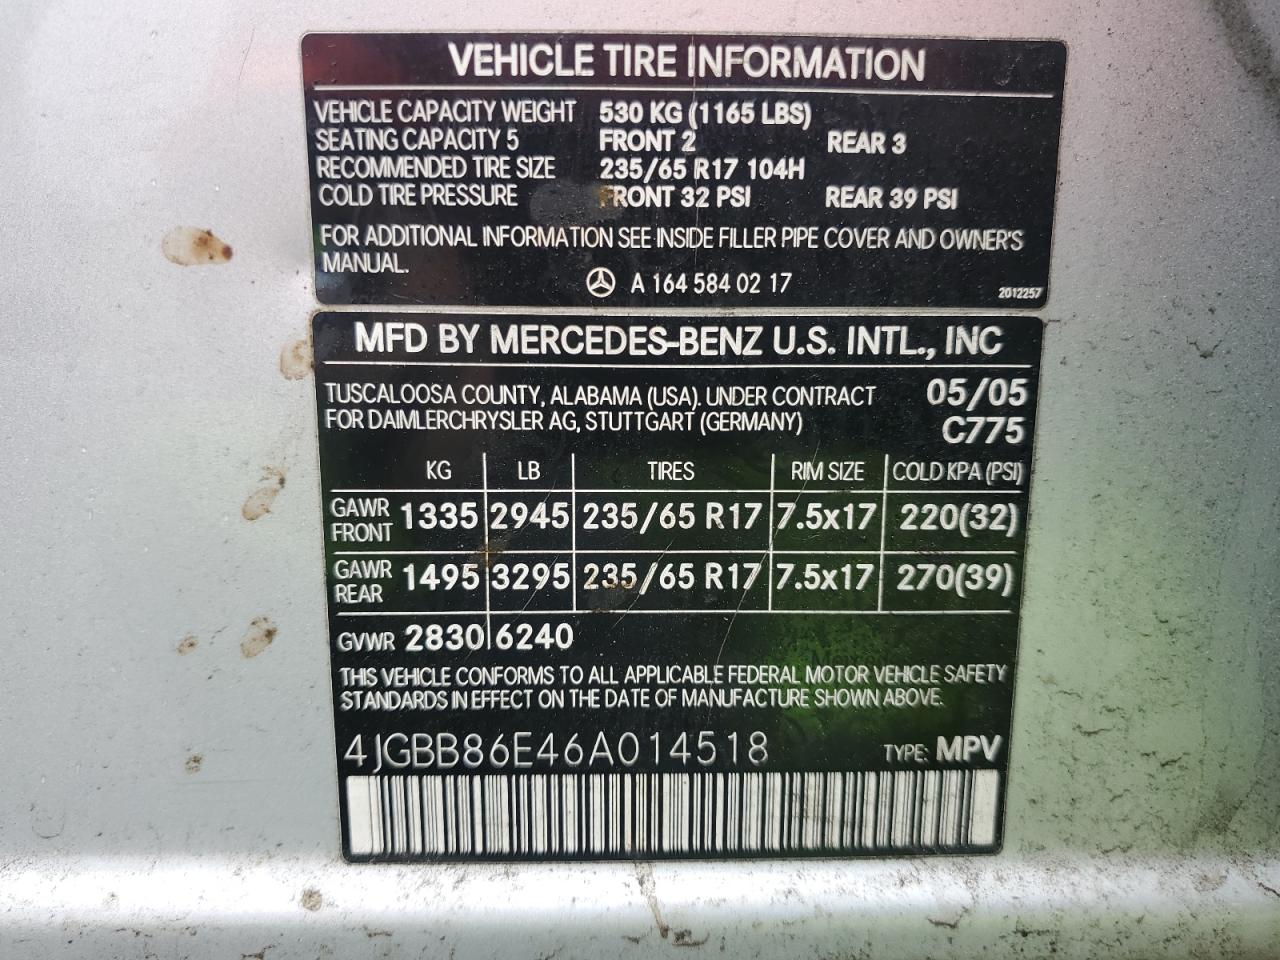 VEHICLE TIRE INFORMATION
VEHICLE CAPACITY WEIGHT 530 KG (1165 LBS)
SEATING CAPACITY 5 FRONT 2 REAR 3
RECOMMENDED TIRE SIZE 235/65 R17 104H
COLD TIRE PRESSURE FRONT 32 PSI REAR 39 PSI
FOR ADDITIONAL INFORMATION SEE INSIDE FILLER PIPE COVER AND OWNER'S
MANUAL.
A 164 584 02 17
2012257
MFD BY MERCEDES-BENZ U.S. INTL., INC
TUSCALOOSA COUNTY, ALABAMA (USA). UNDER CONTRACT 05/05
FOR DAIMLERCHRYSLER AG, STUTTGART (GERMANY) C775
KG LB TIRES RIM SIZE COLD KPA (PSI)
GAWR FRONT 1335 2945 235/65 R17 7.5x17 220(32)
GAWR REAR 1495 3295 235/65 R17 7.5x17 270(39)
GVWR 2830 6240
THIS VEHICLE CONFORMS TO ALL APPLICABLE FEDERAL MOTOR VEHICLE SAFETY
STANDARDS IN EFFECT ON THE DATE OF MANUFACTURE SHOWN ABOVE.
4JGBB86E46A014518 TYPE: MPV